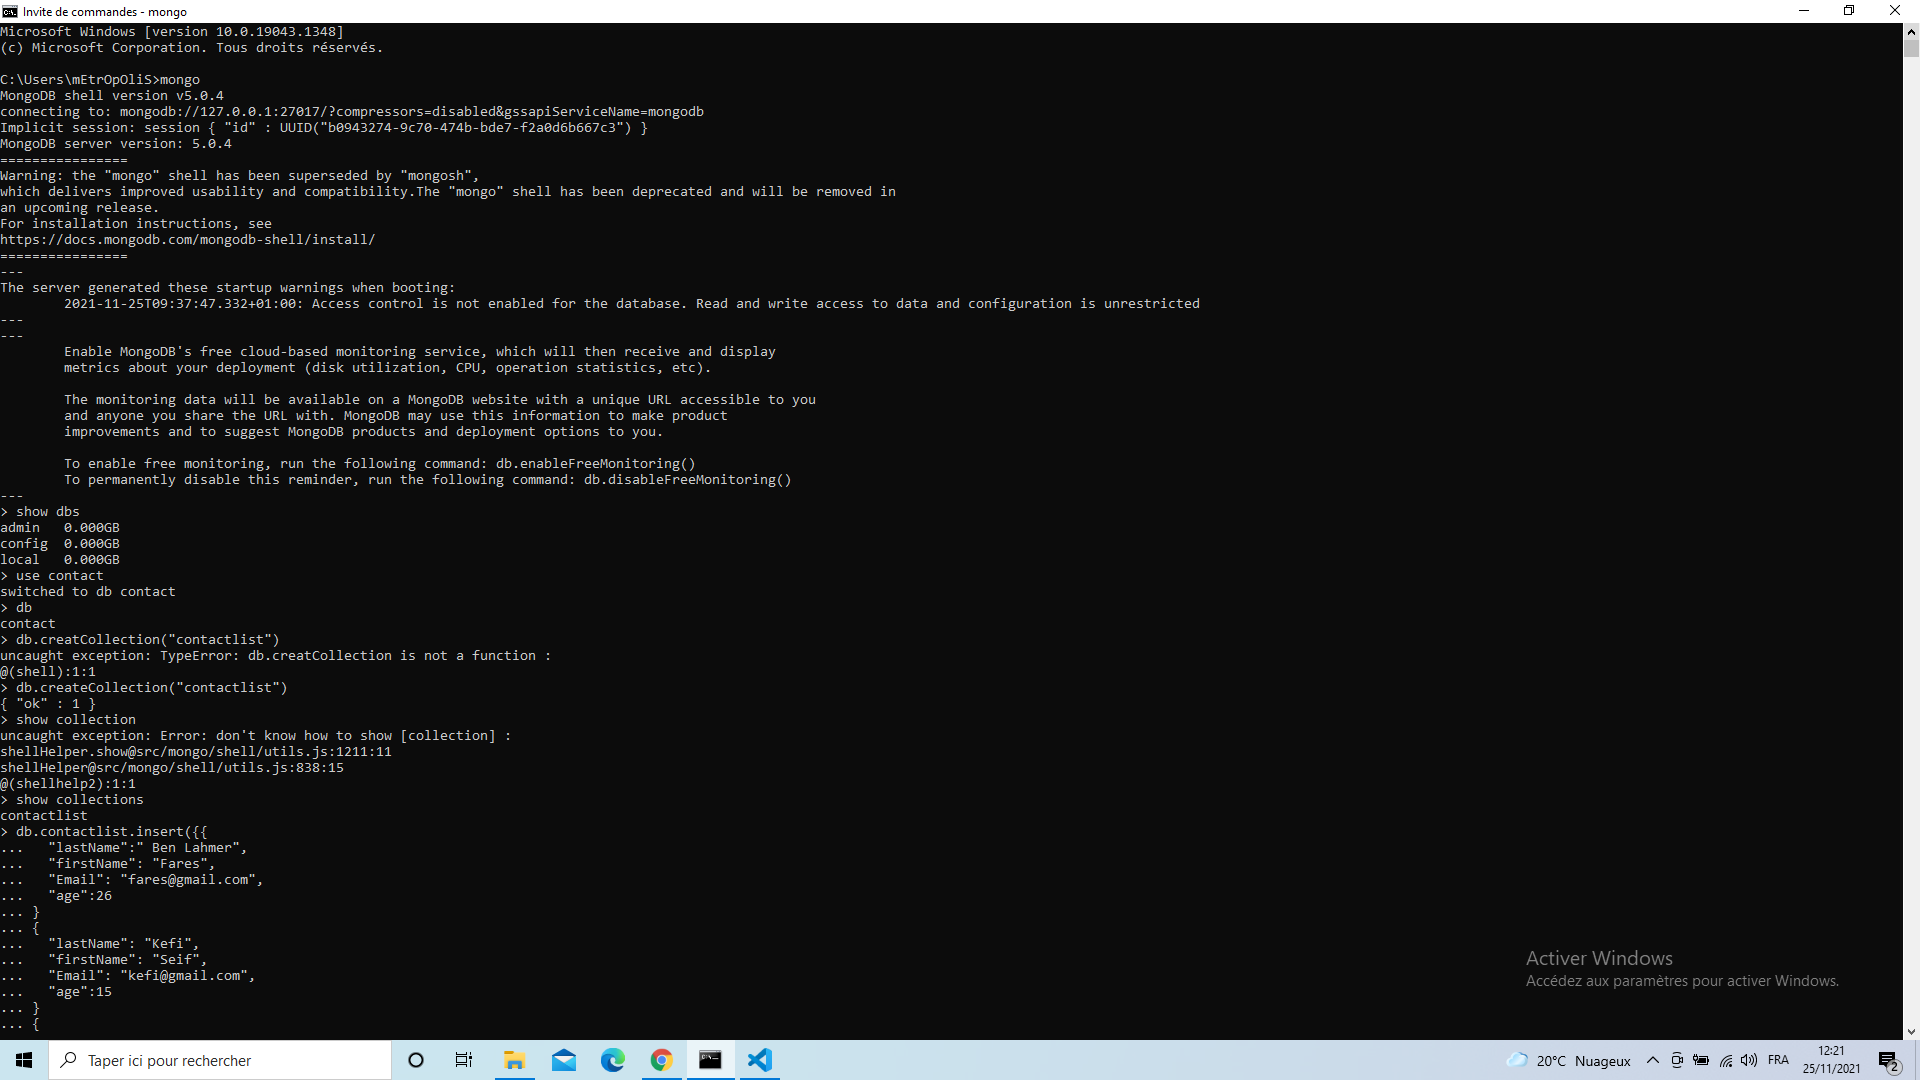 Invite de commandes - mongo
Microsoft Windows [version 10.0.19043.1348]
(c) Microsoft Corporation. Tous droits réservés.
C:\Users\mEtrOpOliS>mongo
MongoDB shell version v5.0.4
connecting to: mongodb://127.0.0.1:27017/?compressors=disabled&gssapiServiceName=mongodb
Implicit session: session { "id" : UUID("b0943274-9c70-474b-bde7-f2a0d6b667c3") }
MongoDB server version: 5.0.4
================
Warning: the "mongo" shell has been superseded by "mongosh",
which delivers improved usability and compatibility.The "mongo" shell has been deprecated and will be removed in
an upcoming release.
For installation instructions, see
https://docs.mongodb.com/mongodb-shell/install/
================
---
The server generated these startup warnings when booting:
2021-11-25T09:37:47.332+01:00: Access control is not enabled for the database. Read and write access to data and configuration is unrestricted
---
---
Enable MongoDB's free cloud-based monitoring service, which will then receive and display
metrics about your deployment (disk utilization, CPU, operation statistics, etc).
The monitoring data will be available on a MongoDB website with a unique URL accessible to you
and anyone you share the URL with. MongoDB may use this information to make product
improvements and to suggest MongoDB products and deployment options to you.
To enable free monitoring, run the following command: db.enableFreeMonitoring()
To permanently disable this reminder, run the following command: db.disableFreeMonitoring()
---
> show dbs
admin   0.000GB
config  0.000GB
local   0.000GB
> use contact
switched to db contact
> db
contact
> db.creatCollection("contactlist")
uncaught exception: TypeError: db.creatCollection is not a function :
@(shell):1:1
> db.createCollection("contactlist")
{ "ok" : 1 }
> show collection
uncaught exception: Error: don't know how to show [collection] :
shellHelper.show@src/mongo/shell/utils.js:1211:11
shellHelper@src/mongo/shell/utils.js:838:15
@(shellhelp2):1:1
> show collections
contactlist
> db.contactlist.insert({{
...   "lastName":" Ben Lahmer",
...   "firstName": "Fares",
...   "Email": "fares@gmail.com",
...   "age":26
... }
... {
...   "lastName": "Kefi",
...   "firstName": "Seif",
...   "Email": "kefi@gmail.com",
...   "age":15
... }
... {
Activer Windows
Accédez aux paramètres pour activer Windows.
Taper ici pour rechercher
20°C Nuageux
FRA
12:21
25/11/2021
2